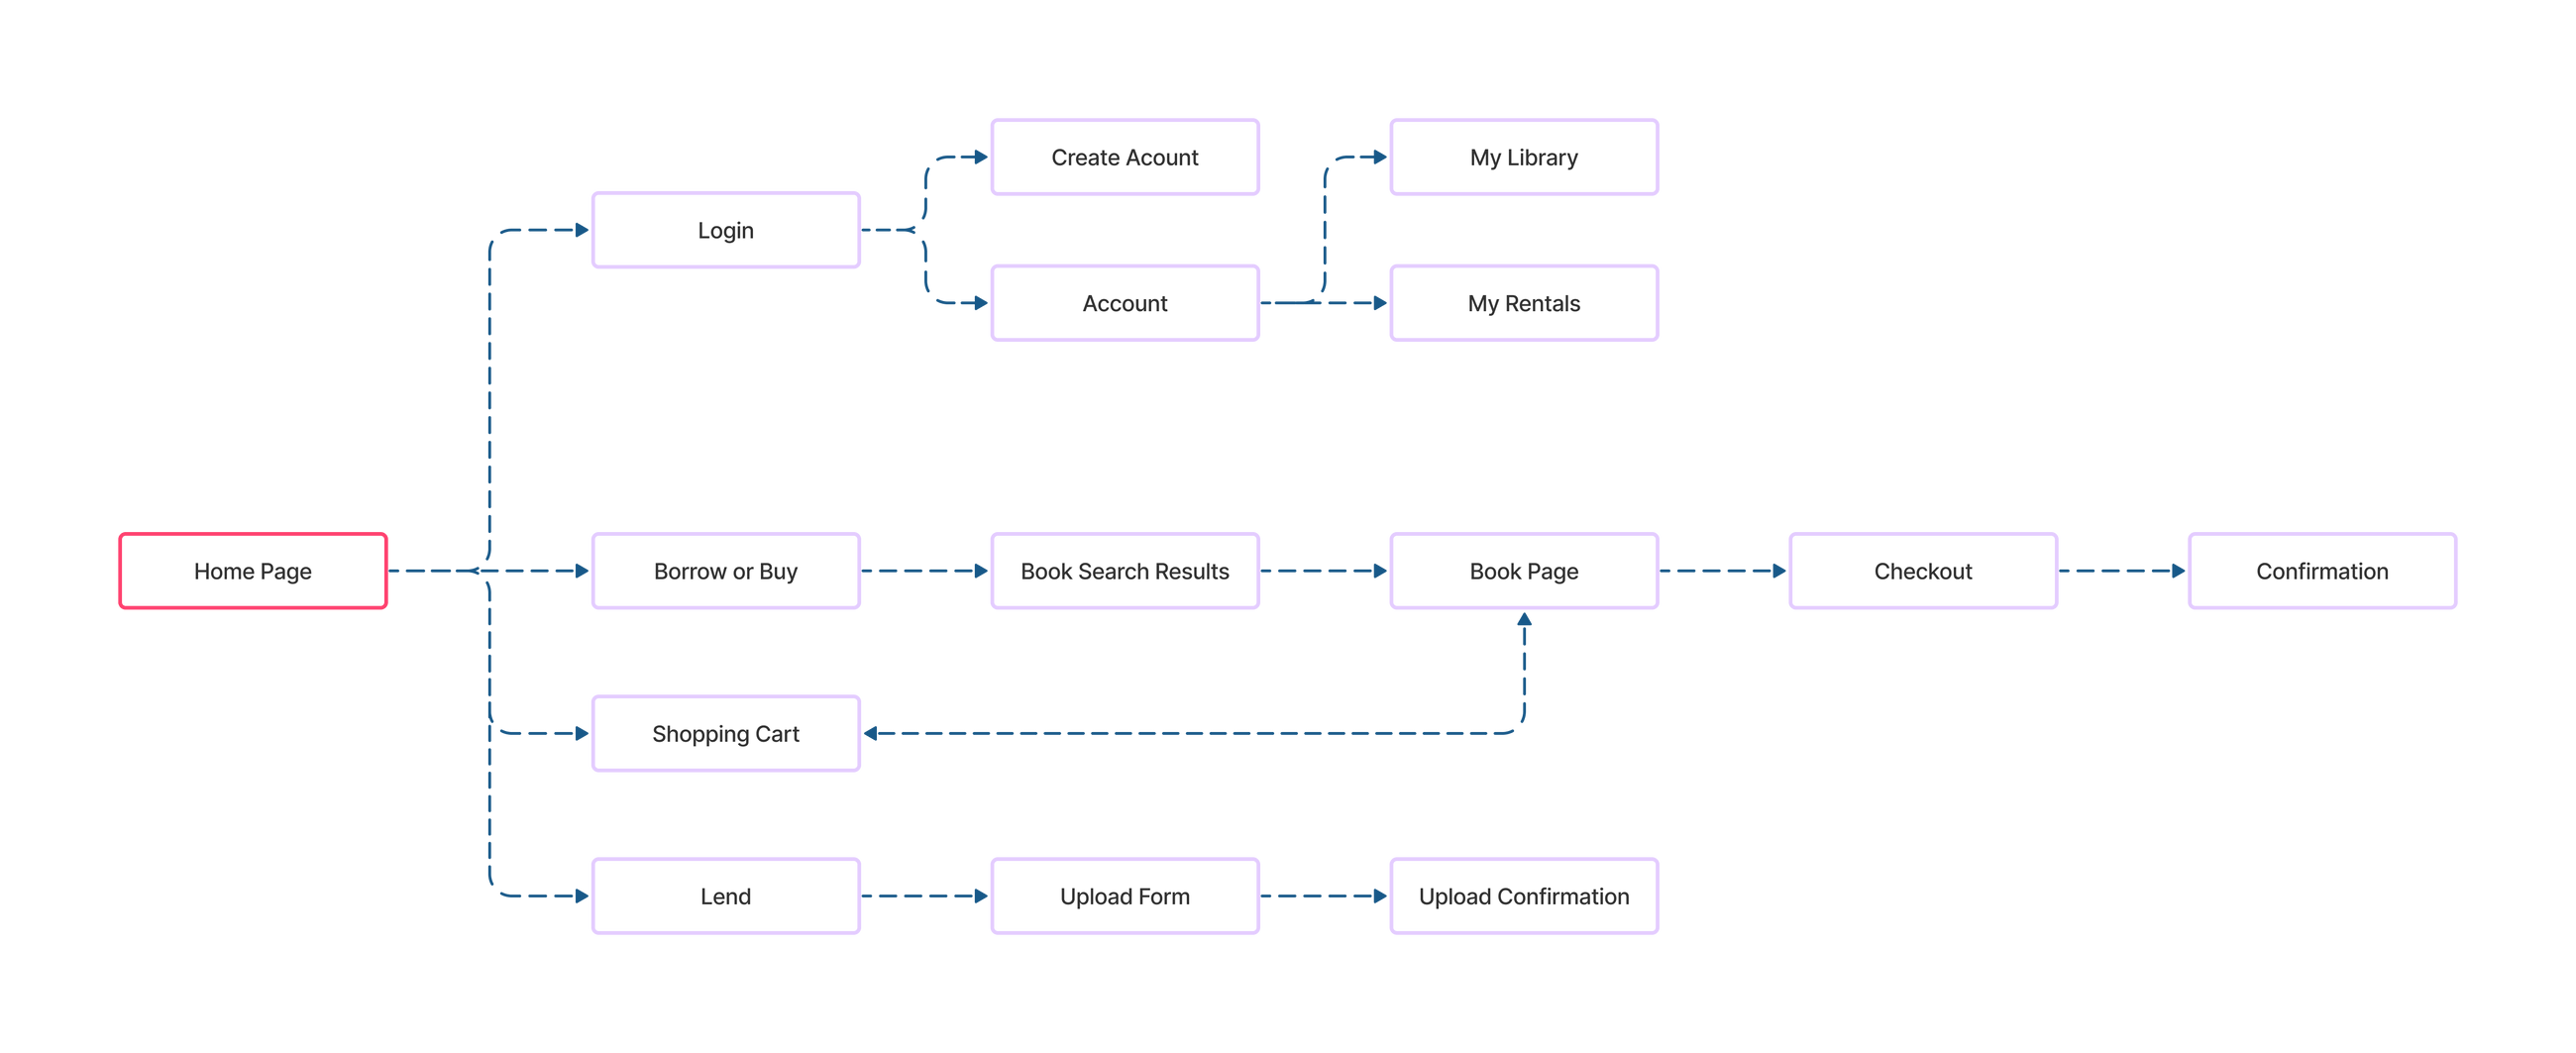 Create Acount
My Library
Login
Account
My Rentals
Home Page
Borrow or Buy
Book Search Results
Book Page
Checkout
Confirmation
Shopping Cart
Lend
Upload Form
Upload Confirmation